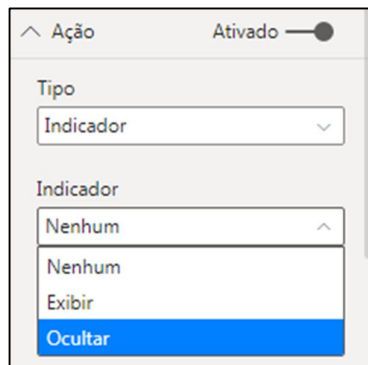 Ação Ativado
Tipo
Indicador
Indicador
Nenhum
Nenhum
Exibir
Ocultar